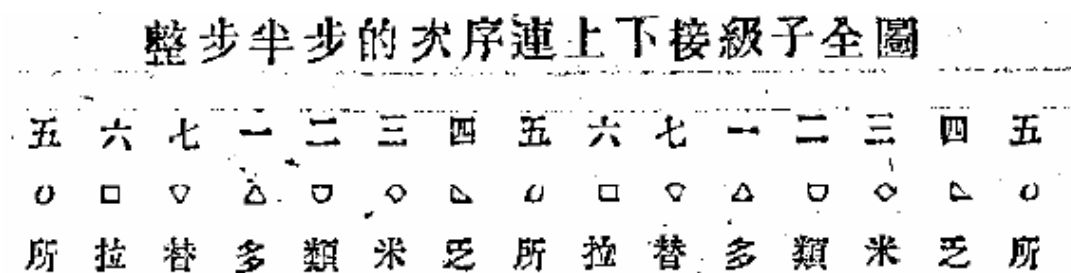 整步半步的次序連上下接級子全圖
五 六 七 一 二 三 四 五 六 七 一 二 三 四 五
所 拉 替 多 類 米 乏 所 拉 替 多 類 米 乏 所